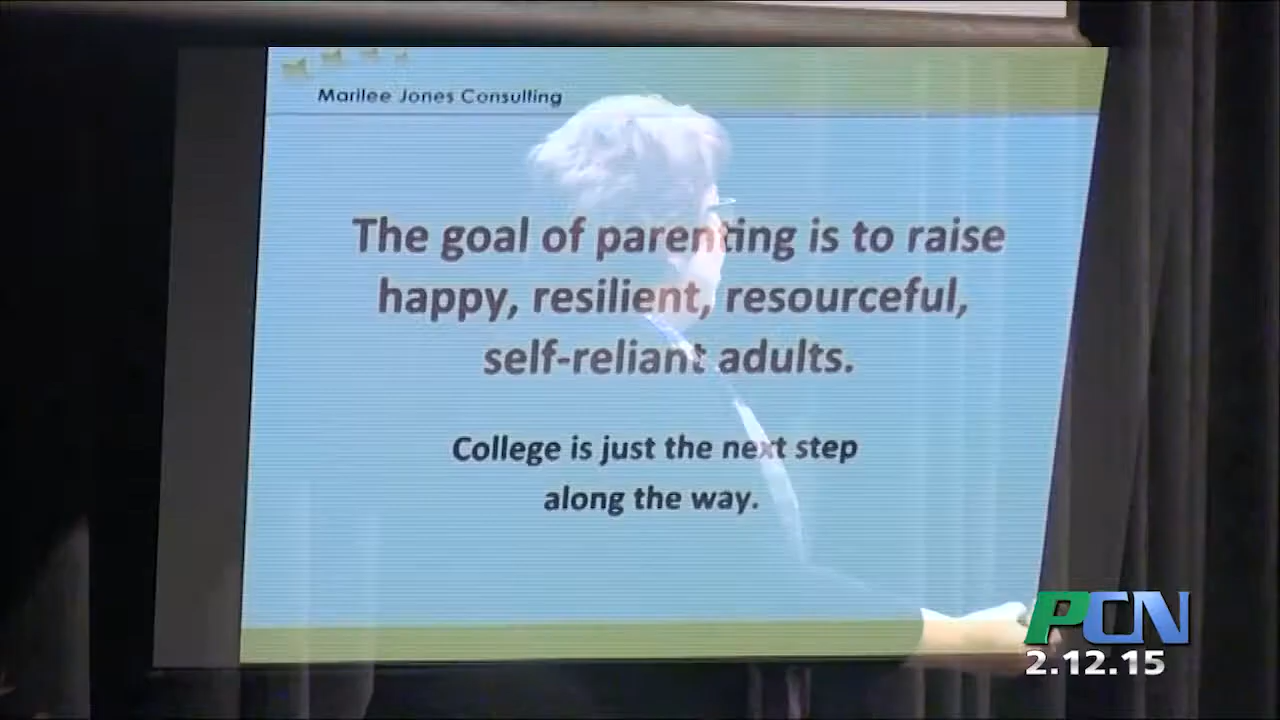 Marilee Jones Consulting
The goal of parenting is to raise
happy, resilient, resourceful,
self-reliant adults.
College is just the next step
along the way.
PCN
2.12.15